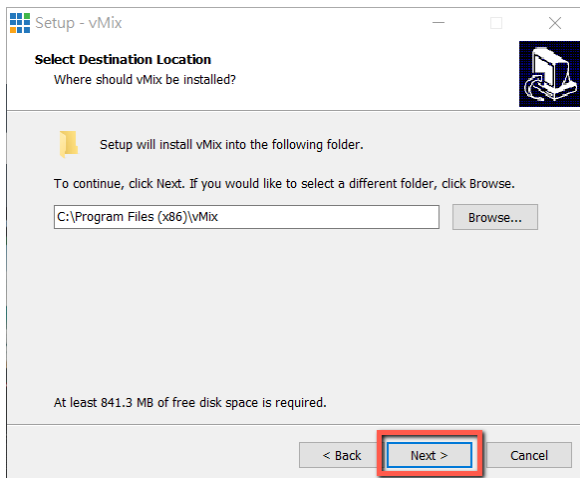 Setup - vMix
Select Destination Location
Where should vMix be installed?
Setup will install vMix into the following folder.
To continue, click Next. If you would like to select a different folder, click Browse.
C:\Program Files (x86)\vMix
Browse...
At least 841.3 MB of free disk space is required.
< Back
Next >
Cancel